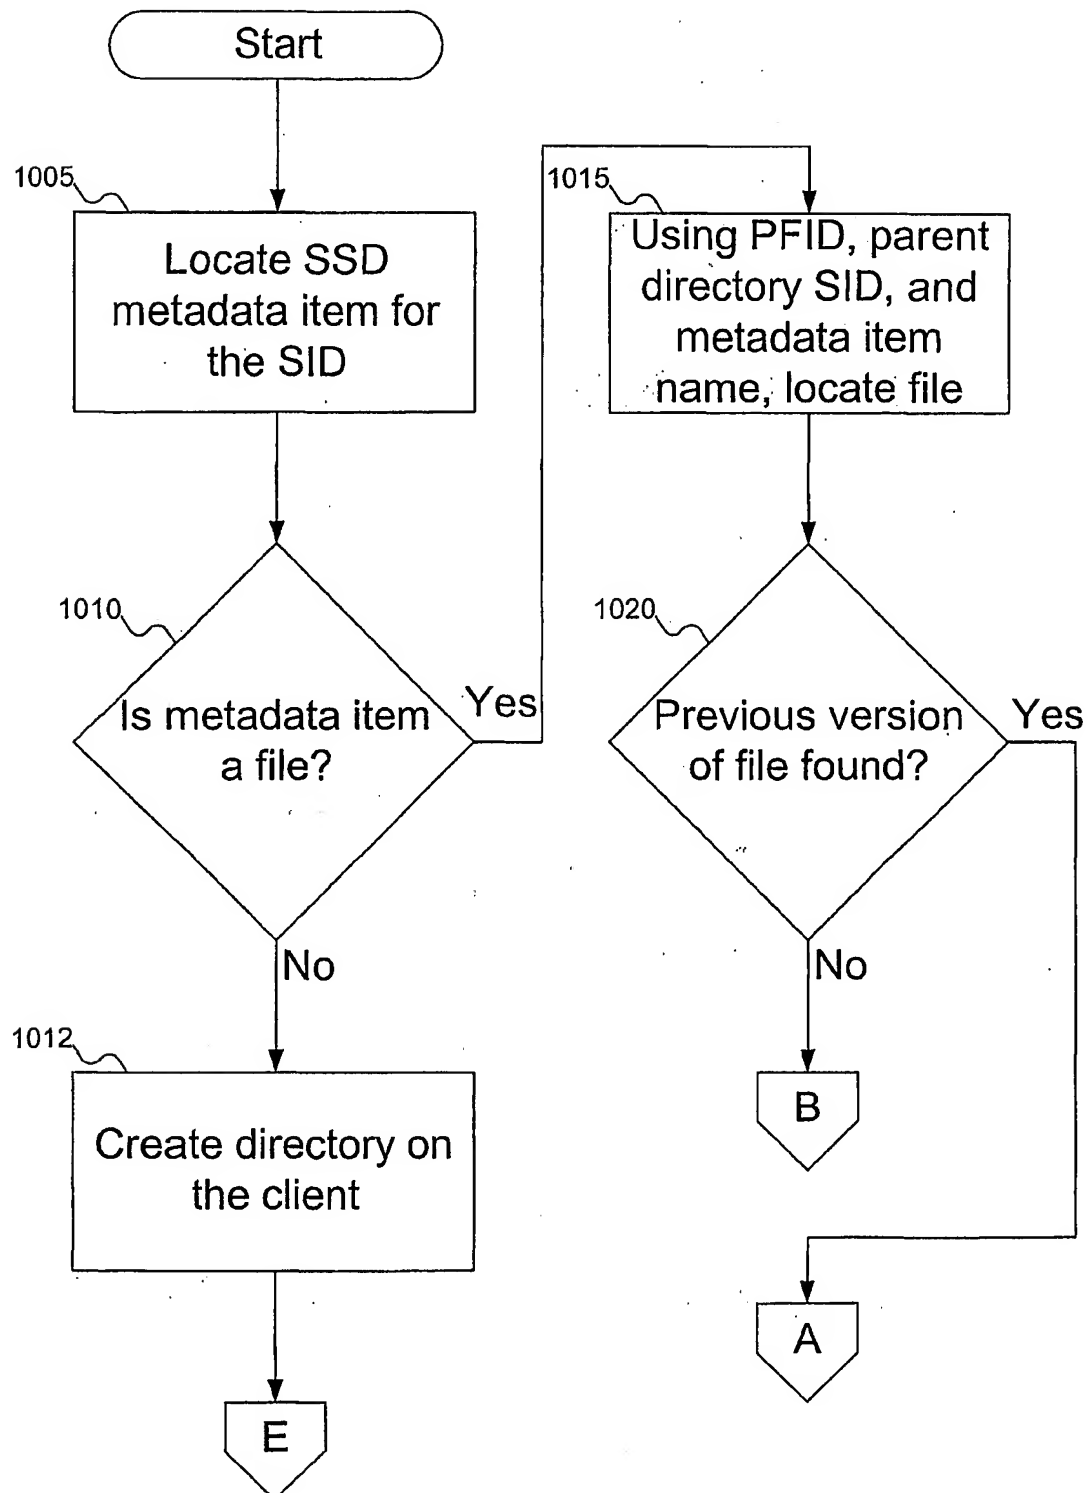 Start
1005
Locate SSD
metadata item for
the SID
1010
Is metadata item
a file?
Yes
No
1012
Create directory on
the client
E
1015
Using PFID, parent
directory SID, and
metadata item
name, locate file
1020
Previous version
of file found?
Yes
No
B
A